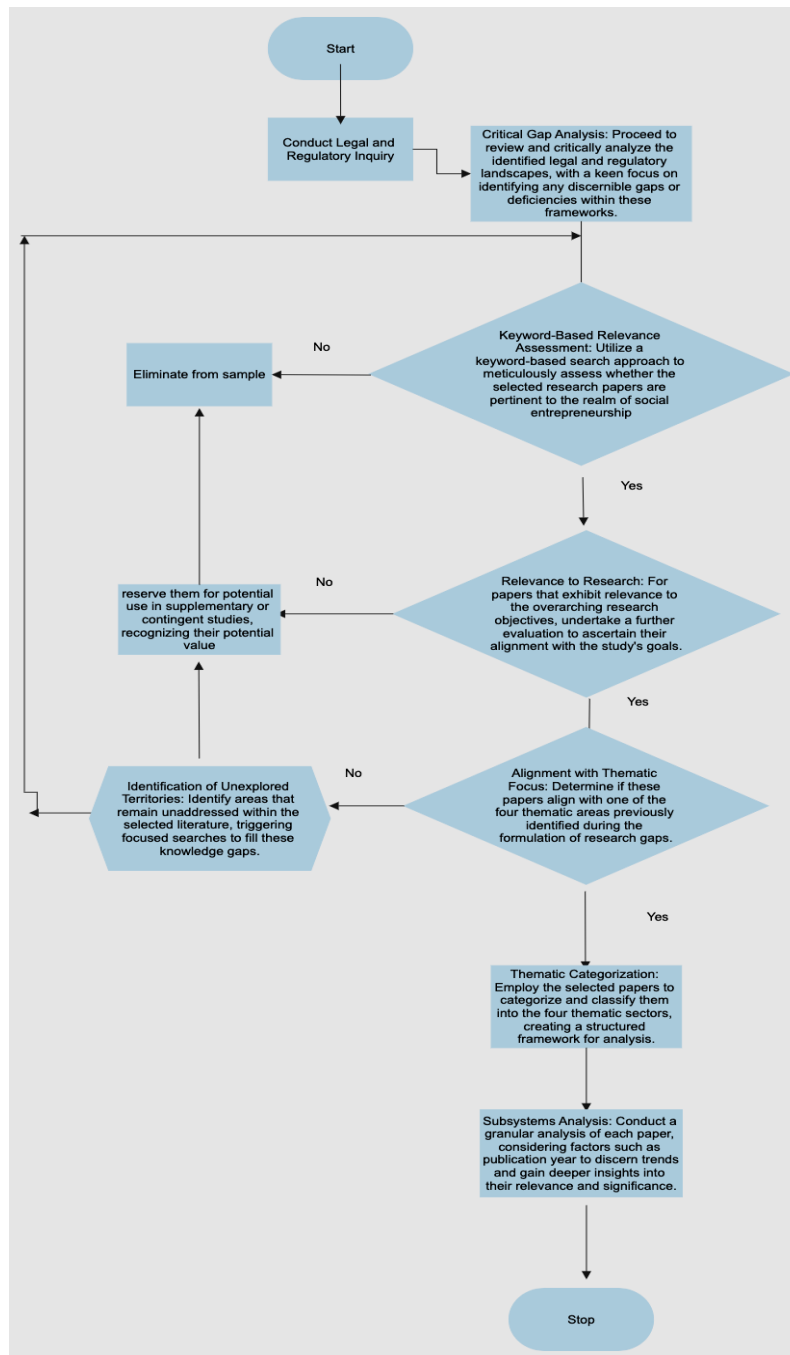 Start
Conduct Legal and
Regulatory Inquiry
Critical Gap Analysis: Proceed to
review and critically analyze the
identified legal and regulatory
landscapes, with a keen focus on
identifying any discernible gaps or
deficiencies within these
frameworks.
Keyword-Based Relevance
Assessment: Utilize a
keyword-based search approach to
meticulously assess whether the
selected research papers are
pertinent to the realm of social
entrepreneurship
No
Eliminate from sample
Yes
Relevance to Research: For
papers that exhibit relevance to
the overarching research
objectives, undertake a further
evaluation to ascertain their
alignment with the study's goals.
No
reserve them for potential
use in supplementary or
contingent studies,
recognizing their potential
value
Yes
Alignment with Thematic
Focus: Determine if these
papers align with one of the
four thematic areas previously
identified during the
formulation of research gaps.
No
Identification of Unexplored
Territories: Identify areas that
remain unaddressed within the
selected literature, triggering
focused searches to fill these
knowledge gaps.
Yes
Thematic Categorization:
Employ the selected papers to
categorize and classify them
into the four thematic sectors,
creating a structured
framework for analysis.
Subsystems Analysis: Conduct a
granular analysis of each paper,
considering factors such as
publication year to discern trends
and gain deeper insights into
their relevance and significance.
Stop